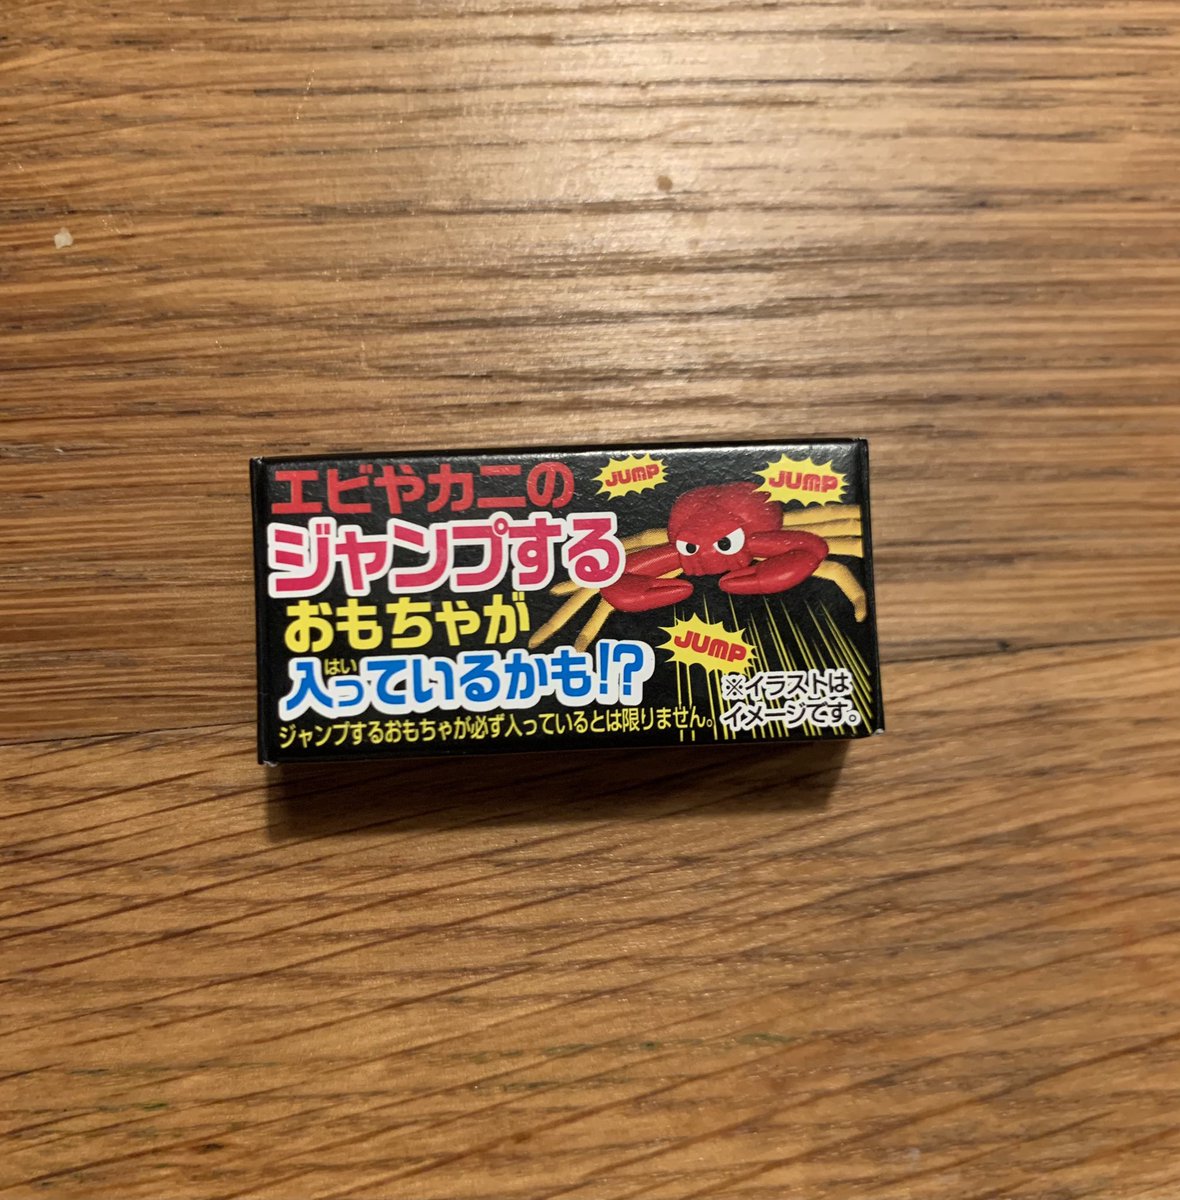 エビやカニの
ジャンプする
おもちゃが
はい
入っているかも!?
ジャンプするおもちゃが必ず入っているとは限りません。
JUMP
JUMP
JUMP
※イラストは
イメージです。